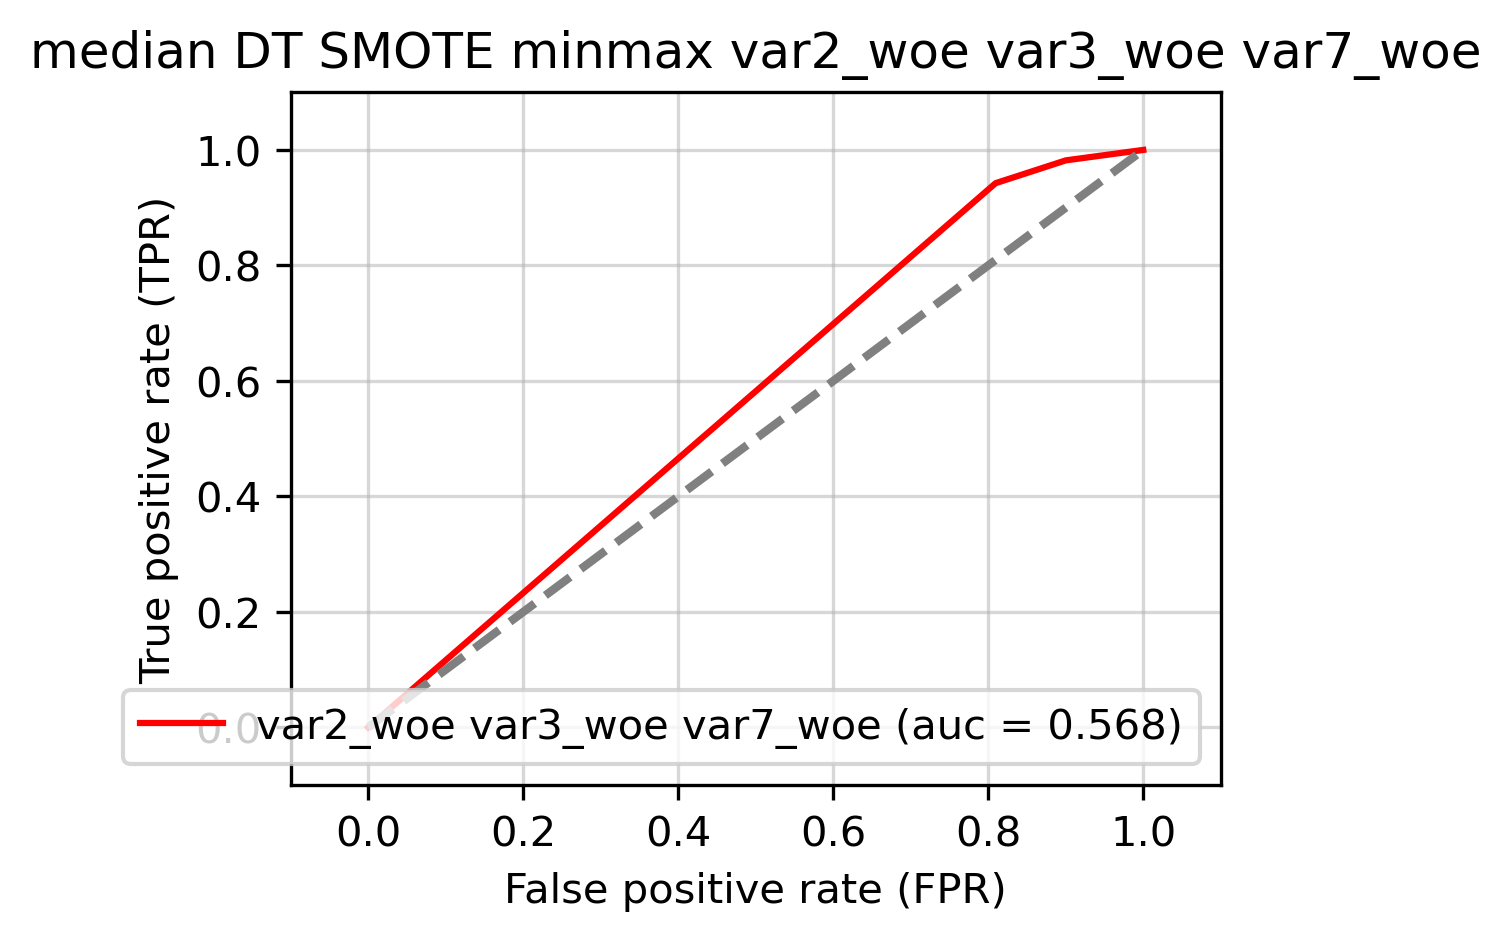 median DT SMOTE minmax var2_woe var3_woe var7_woe
True positive rate (TPR)
1.0
0.8
0.6
0.4
0.2
0.0
var2_woe var3_woe var7_woe (auc = 0.568)
0.0 0.2 0.4 0.6 0.8 1.0
False positive rate (FPR)